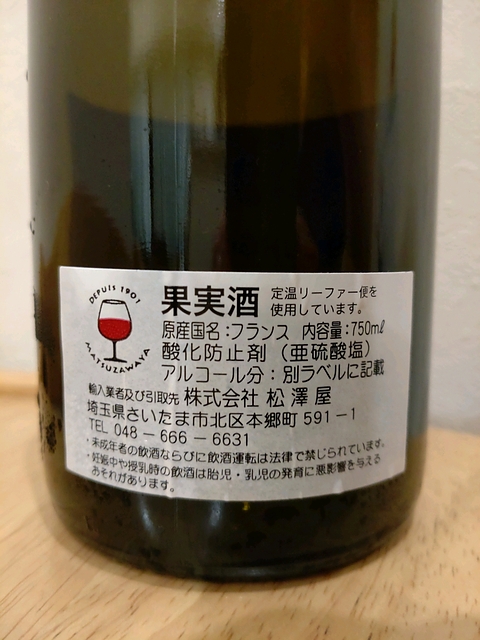 DEPUIS 1901
MATSUZAWAYA
果実酒 定温リーファー便を
使用しています。
原産国名:フランス 内容量:750mℓ
酸化防止剤(亜硫酸塩)
アルコール分:別ラベルに記載
輸入業者及び引取先 株式会社 松澤屋
埼玉県さいたま市北区本郷町 591-1
TEL 048-666-6631
・未成年者の飲酒ならびに飲酒運転は法律で禁じられています。
・妊娠中や授乳時の飲酒は胎児・乳児の発育に悪影響を与える
おそれがあります。